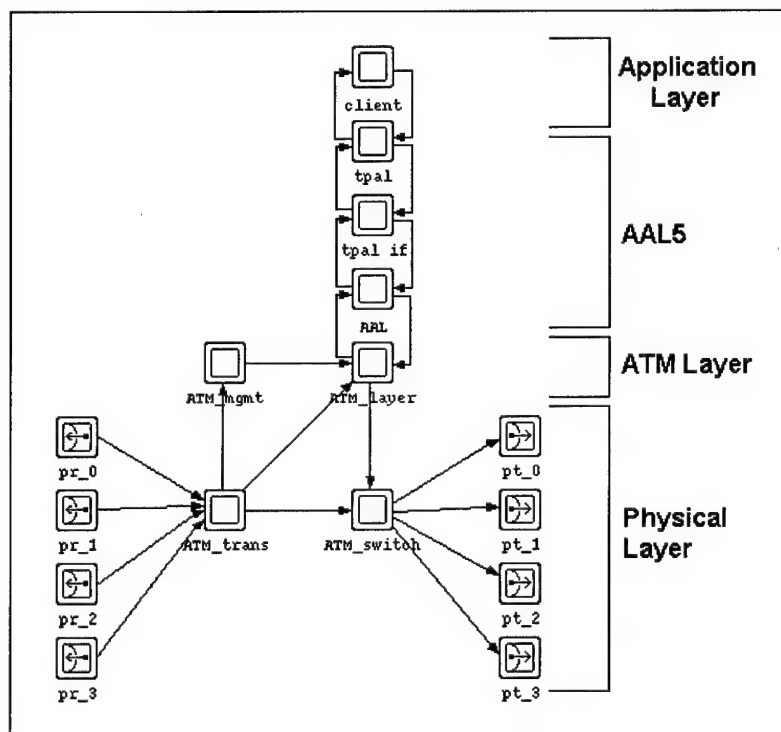 Application
Layer
client
tpal
tpal if
AAL5
AAL
ATM_mgmt
ATM_layer
ATM Layer
pr_0
pt_0
pr_1
pt_1
ATM_trans
ATM_switch
Physical
Layer
pr_2
pt_2
pr_3
pt_3